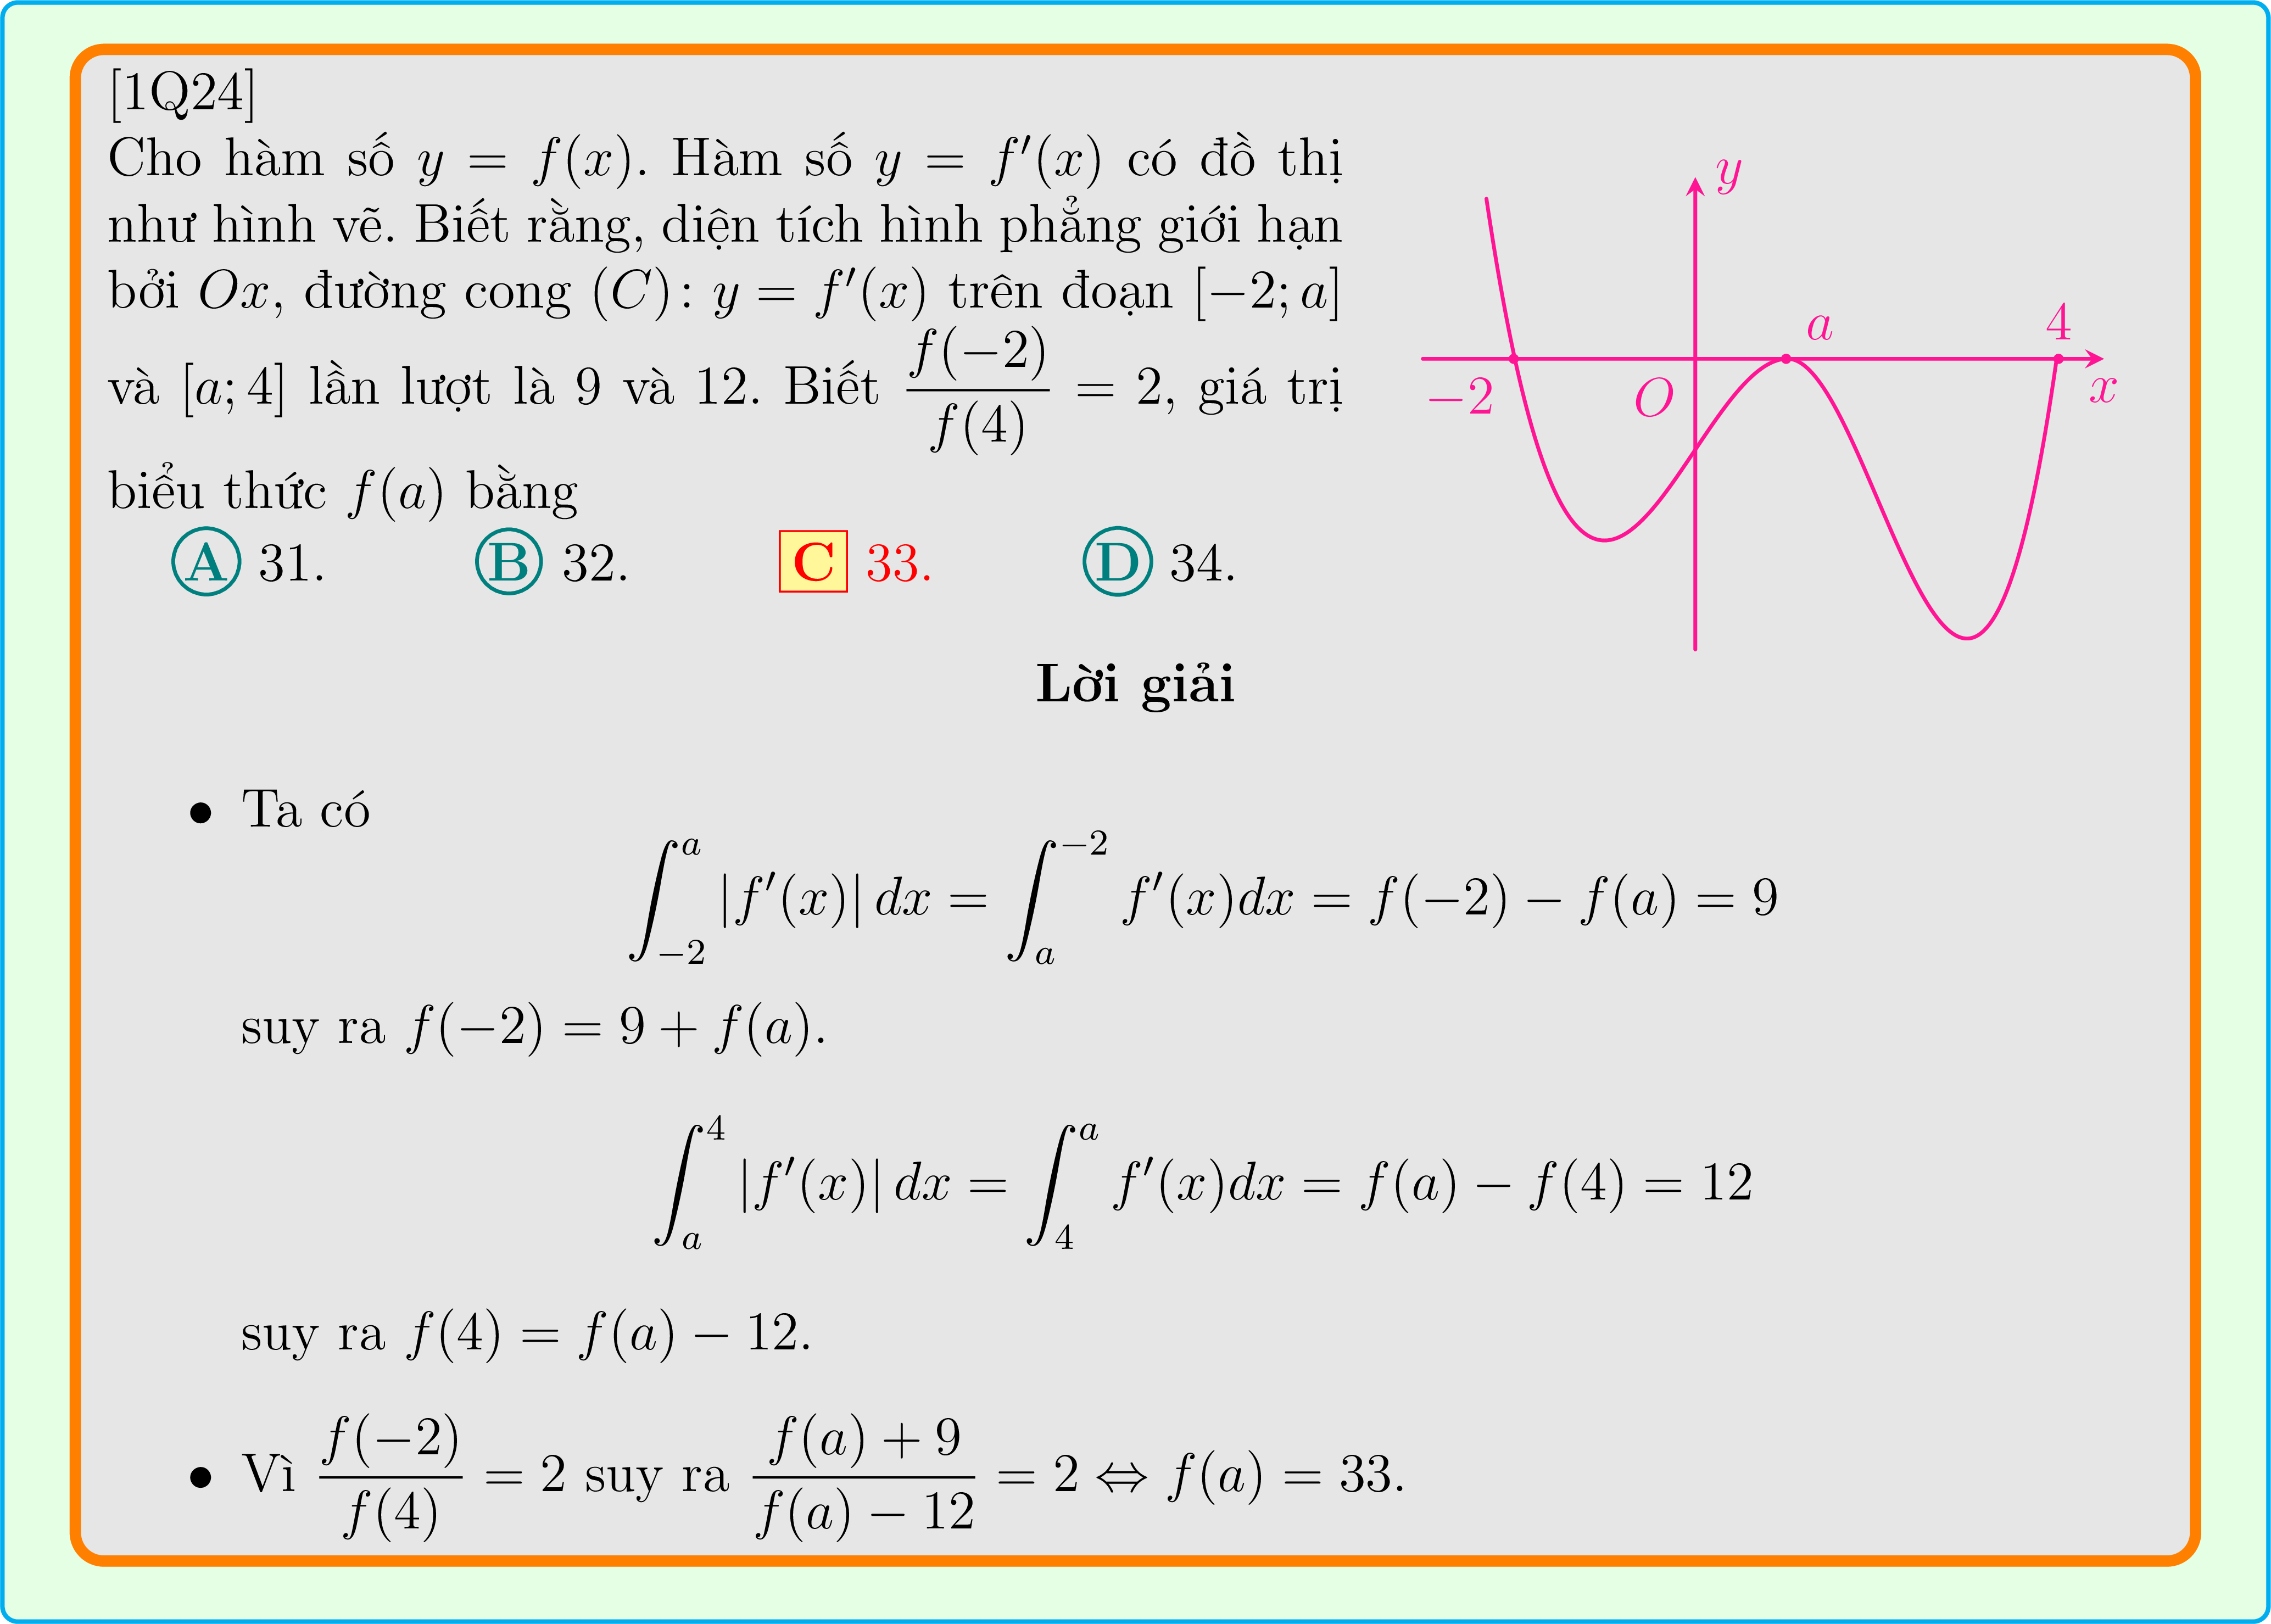 [1Q24]
Cho hàm số y = f(x). Hàm số y = f′(x) có đồ thị
như hình vẽ. Biết rằng, diện tích hình phẳng giới hạn
bởi Ox, đường cong (C): y = f′(x) trên đoạn [−2; a]
và [a; 4] lần lượt là 9 và 12. Biết \frac{f(−2)}{f(4)} = 2, giá trị
biểu thức f(a) bằng
A 31. B 32. C 33. D 34.
y
a
4
−2
O
x
Lời giải
• Ta có
\int_{−2}^{a} |f′(x)| dx = \int_{a}^{−2} f′(x)dx = f(−2) − f(a) = 9
suy ra f(−2) = 9 + f(a).
\int_{a}^{4} |f′(x)| dx = \int_{4}^{a} f′(x)dx = f(a) − f(4) = 12
suy ra f(4) = f(a) − 12.
• Vì \frac{f(−2)}{f(4)} = 2 suy ra \frac{f(a) + 9}{f(a) − 12} = 2 ⇔ f(a) = 33.